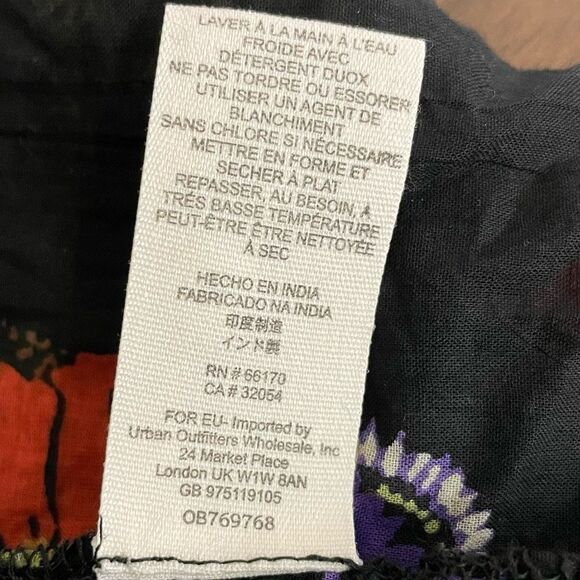 LAVER À LA MAIN À L'EAU
FROIDE AVEC
DÉTERGENT DUOX
NE PAS TORDRE OU ESSORER
UTILISER UN AGENT DE
BLANCHIMENT
SANS CHLORE SI NÉCESSAIRE
METTRE EN FORME ET
SECHER À PLAT
REPASSER, AU BESOIN, À
TRÈS BASSE TEMPÉRATURE
PEUT-ÊTRE ÊTRE NETTOYÉE
À SEC
HECHO EN INDIA
FABRICADO NA INDIA
印度制造
インド製
RN # 66170
CA # 32054
FOR EU- Imported by
Urban Outfitters Wholesale, Inc
24 Market Place
London UK W1W 8AN
GB 975119105
OB769768